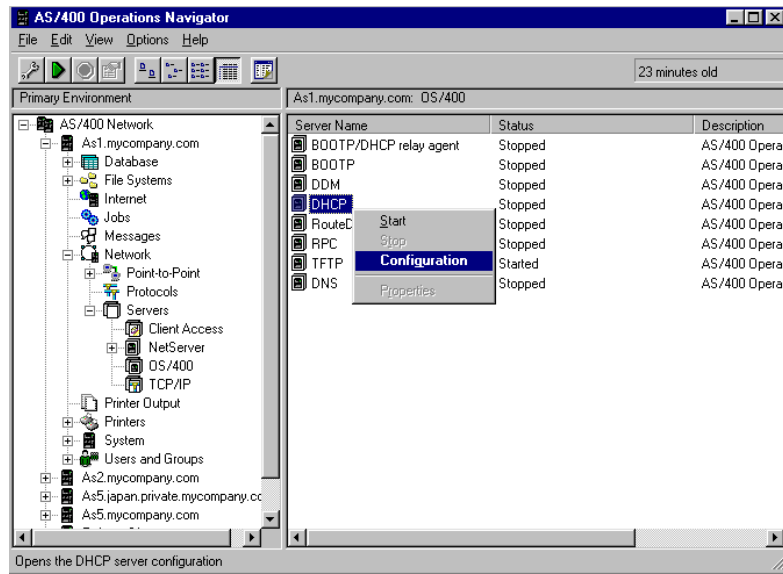 AS/400 Operations Navigator
File Edit View Options Help
23 minutes old
Primary Environment
As1.mycompany.com: OS/400
AS/400 Network
As1.mycompany.com
Database
File Systems
Internet
Jobs
Messages
Network
Point-to-Point
Protocols
Servers
Client Access
NetServer
OS/400
TCP/IP
Printer Output
Printers
System
Users and Groups
As2.mycompany.com
As5.japan.private.mycompany.cc
As5.mycompany.com
Server Name Status Description
BOOTP/DHCP relay agent Stopped AS/400 Opera
BOOTP Stopped AS/400 Opera
DDM Stopped AS/400 Opera
DHCP Stopped AS/400 Opera
RouteD Stopped AS/400 Opera
RPC Stopped AS/400 Opera
TFTP Started AS/400 Opera
DNS Stopped AS/400 Opera
Start
Stop
Configuration
Properties
Opens the DHCP server configuration